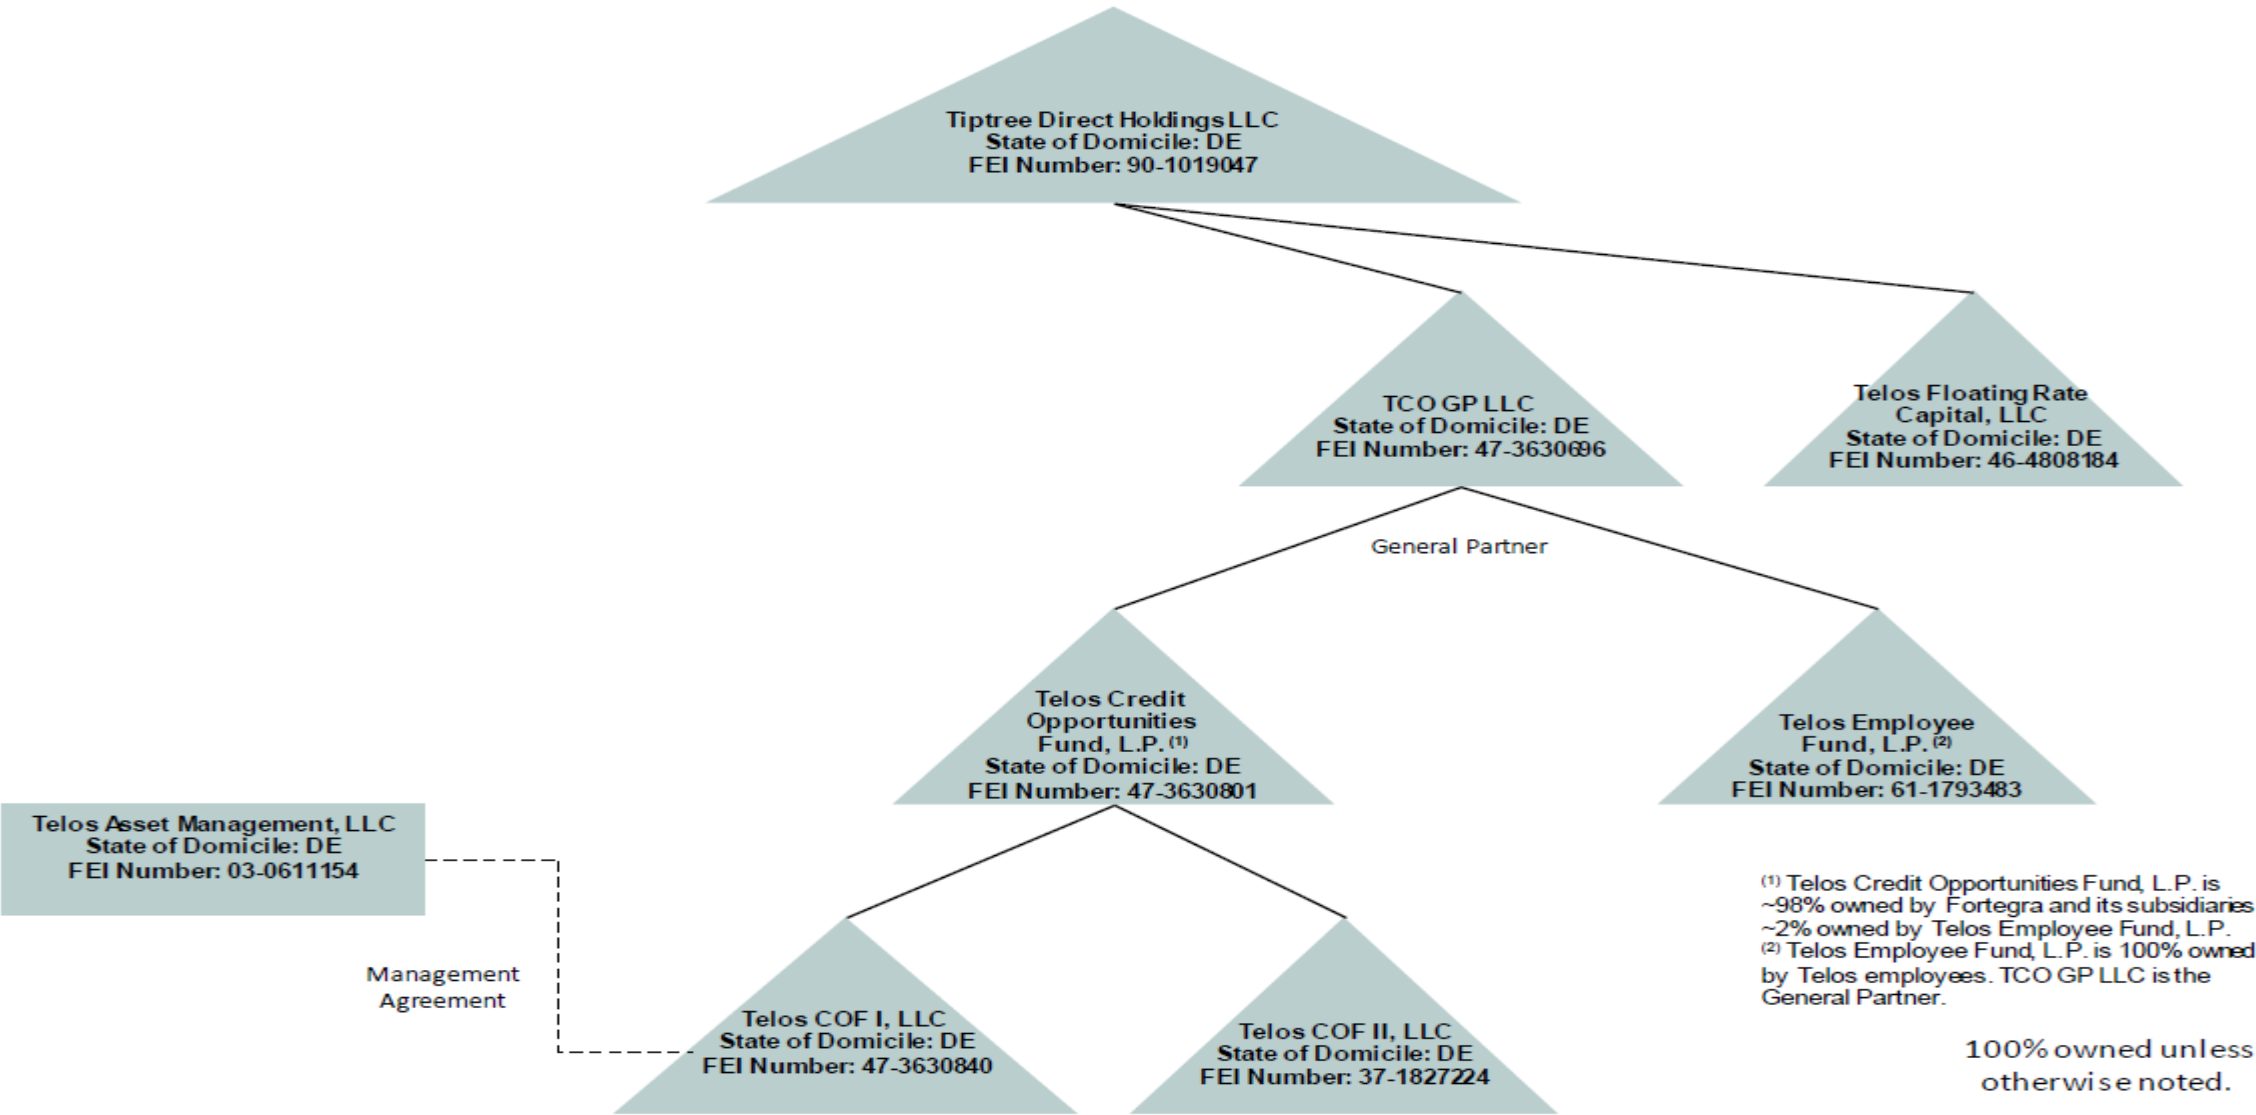 Tiptree Direct Holdings LLC
State of Domicile: DE
FEI Number: 90-1019047
TCO GP LLC
State of Domicile: DE
FEI Number: 47-3630696
Telos Floating Rate
Capital, LLC
State of Domicile: DE
FEI Number: 46-4808184
General Partner
Telos Credit
Opportunities
Fund, L.P. (1)
State of Domicile: DE
FEI Number: 47-3630801
Telos Employee
Fund, L.P. (2)
State of Domicile: DE
FEI Number: 61-1793483
Telos Asset Management, LLC
State of Domicile: DE
FEI Number: 03-0611154
Management
Agreement
Telos COF I, LLC
State of Domicile: DE
FEI Number: 47-3630840
Telos COF II, LLC
State of Domicile: DE
FEI Number: 37-1827224
(1) Telos Credit Opportunities Fund, L.P. is
~98% owned by Fortegra and its subsidiaries
~2% owned by Telos Employee Fund, L.P.
(2) Telos Employee Fund, L.P. is 100% owned
by Telos employees. TCO GP LLC is the
General Partner.
100% owned unless
otherwise noted.